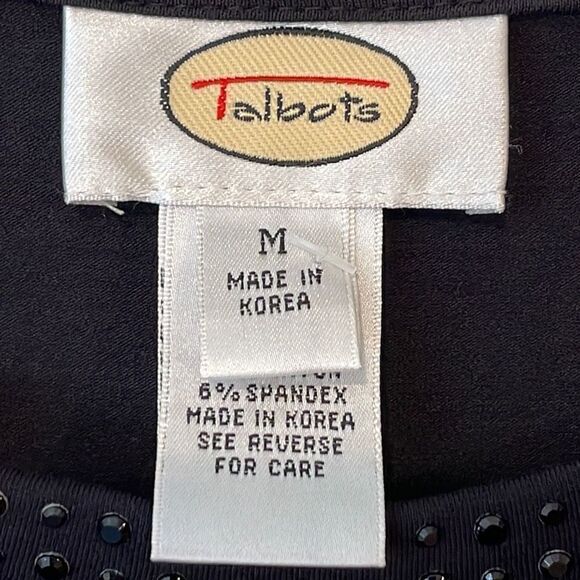 Talbots
M
MADE IN
KOREA
6% SPANDEX
MADE IN KOREA
SEE REVERSE
FOR CARE